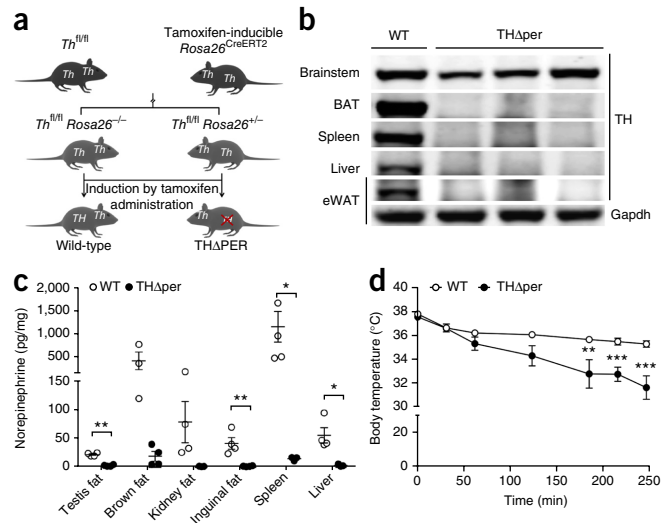 a
Th^fl/fl
Tamoxifen-inducible
Rosa26^CreERT2
Th Th
Th Th
Th^fl/fl Rosa26^–/–
Th^fl/fl Rosa26^+/–
Th Th
Th Th
Induction by tamoxifen
administration
TH Th
Th
Wild-type
THΔPER
b
WT
THΔper
Brainstem
BAT
Spleen
Liver
eWAT
TH
Gapdh
c
WT THΔper
Norepinephrine (pg/mg)
2,000
1,500
1,000
500
150
100
50
0
**
**
*
*
Testis fat
Brown fat
Kidney fat
Inguinal fat
Spleen
Liver
d
WT THΔper
Body temperature (°C)
38
36
34
32
20
0
** *** ***
0 50 100 150 200 250
Time (min)